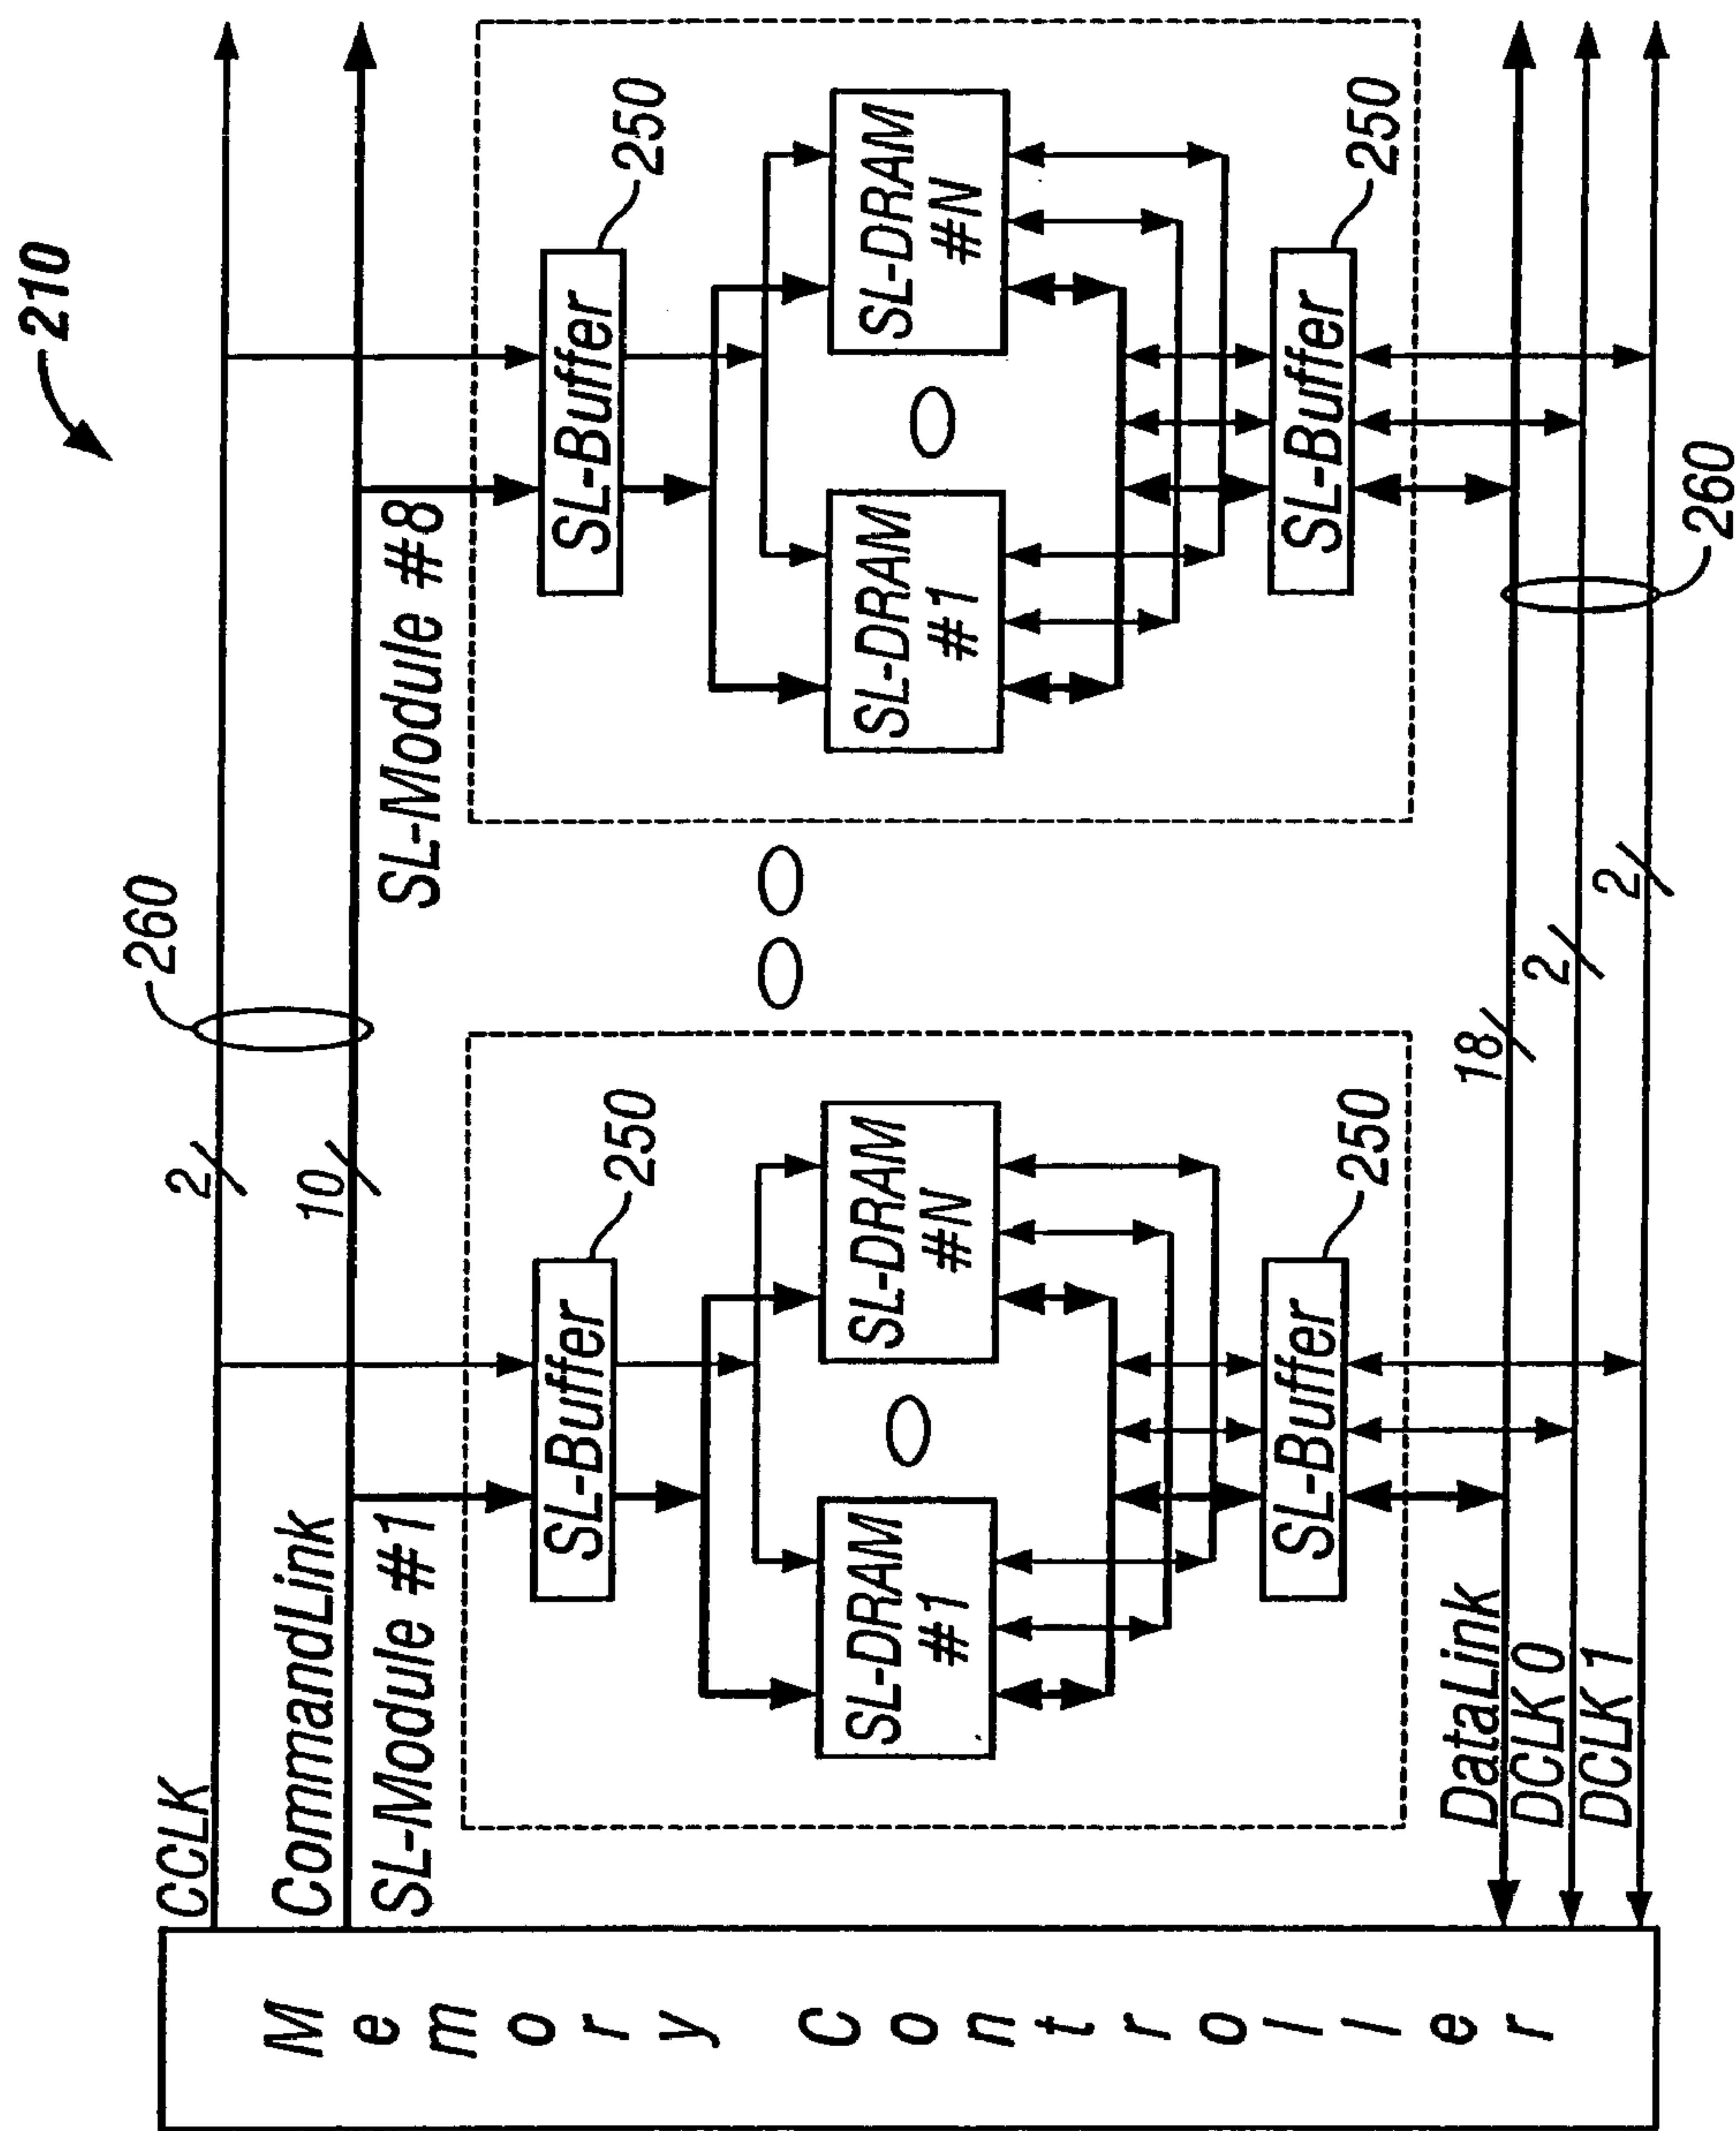 210
CCLK
2
260
CommandLink
10
SL-Module #1
SL-Module #8
SL-Buffer
250
SL-Buffer
250
SL-DRAM
#1
SL-DRAM
#N
SL-DRAM
#1
SL-DRAM
#N
SL-Buffer
250
SL-Buffer
250
DataLink
18
DCLK 0
2
DCLK 1
2
260
Memory Controller